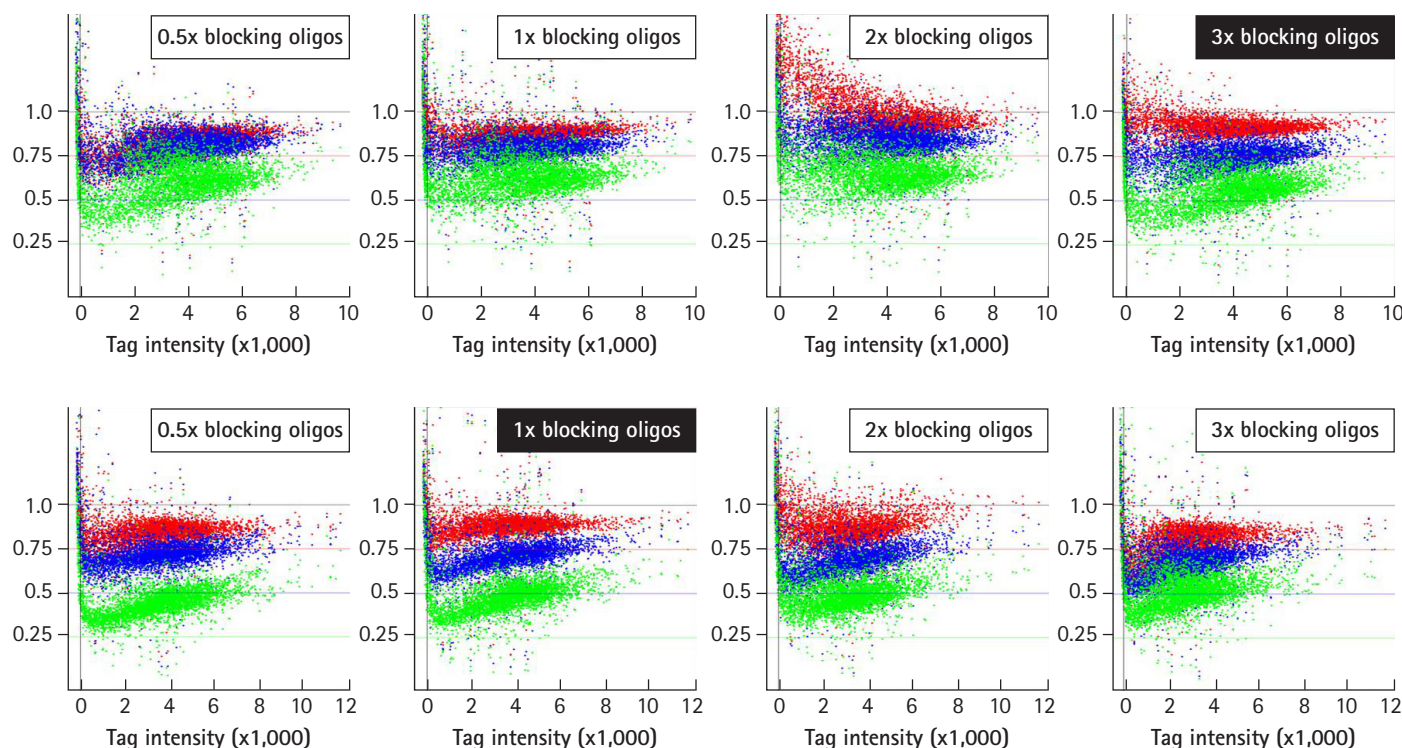 0.5x blocking oligos 1x blocking oligos 2x blocking oligos 3x blocking oligos
1.0 1.0 1.0 1.0
0.75 0.75 0.75 0.75
0.5 0.5 0.5 0.5
0.25 0.25 0.25 0.25
0 2 4 6 8 10 0 2 4 6 8 10 0 2 4 6 8 10 0 2 4 6 8 10
Tag intensity (x1,000) Tag intensity (x1,000) Tag intensity (x1,000) Tag intensity (x1,000)
0.5x blocking oligos 1x blocking oligos 2x blocking oligos 3x blocking oligos
1.0 1.0 1.0 1.0
0.75 0.75 0.75 0.75
0.5 0.5 0.5 0.5
0.25 0.25 0.25 0.25
0 2 4 6 8 10 12 0 2 4 6 8 10 12 0 2 4 6 8 10 12 0 2 4 6 8 10 12
Tag intensity (x1,000) Tag intensity (x1,000) Tag intensity (x1,000) Tag intensity (x1,000)